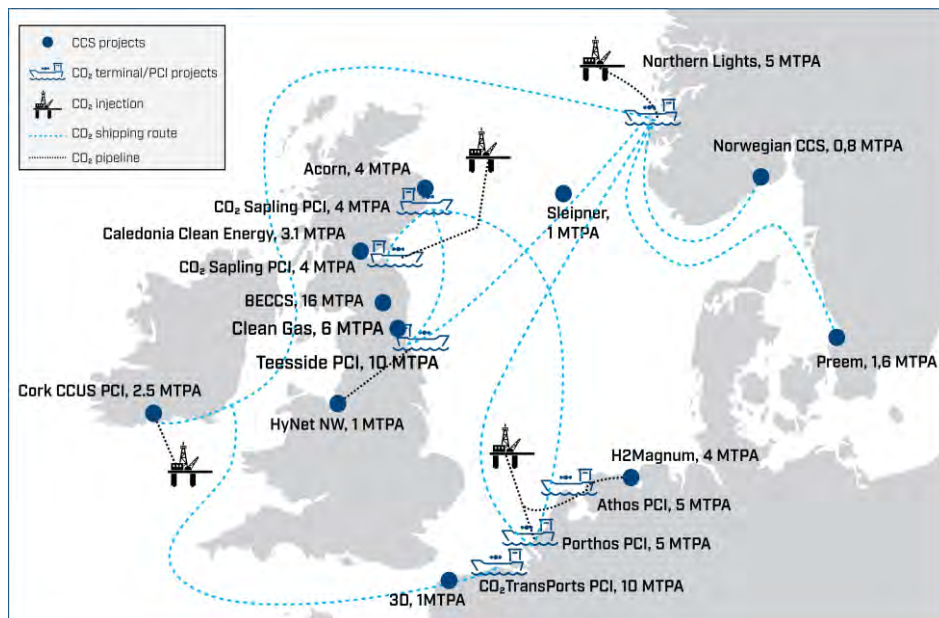 CCS projects
CO₂ terminal/PCI projects
CO₂ injection
CO₂ shipping route
CO₂ pipeline
Northern Lights, 5 MTPA
Norwegian CCS, 0,8 MTPA
Acorn, 4 MTPA
CO₂ Sapling PCI, 4 MTPA
Sleipner,
1 MTPA
Caledonia Clean Energy, 3.1 MTPA
CO₂ Sapling PCI, 4 MTPA
BECCS, 16 MTPA
Clean Gas, 6 MTPA
Teesside PCI, 10 MTPA
Preem, 1,6 MTPA
Cork CCUS PCI, 2.5 MTPA
HyNet NW, 1 MTPA
H2Magnum, 4 MTPA
Athos PCI, 5 MTPA
Porthos PCI, 5 MTPA
CO₂TransPorts PCI, 10 MTPA
3D, 1MTPA